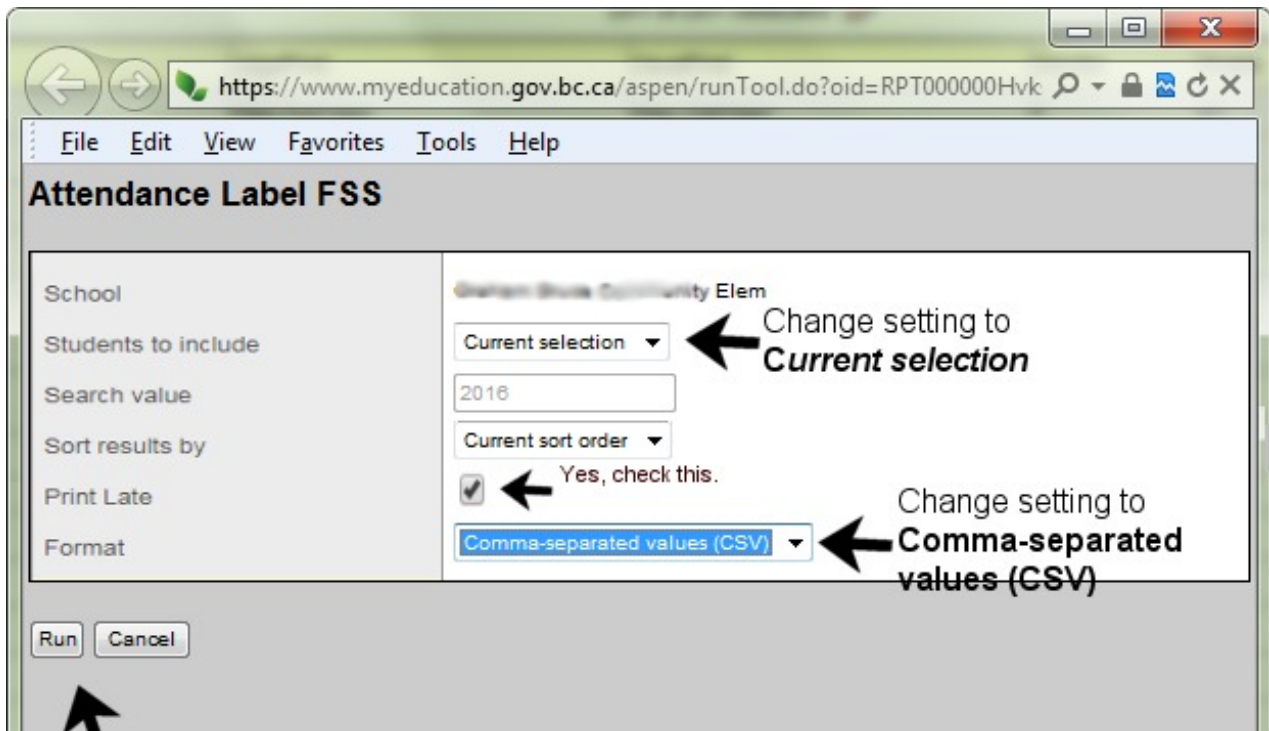 https://www.myeducation.gov.bc.ca/aspen/runTool.do?oid=RPT000000Hvk
File Edit View Favorites Tools Help
Attendance Label FSS
School Elem
Students to include Current selection
Change setting to
Current selection
Search value 2016
Sort results by Current sort order
Print Late Yes, check this.
Format Comma-separated values (CSV)
Change setting to
Comma-separated
values (CSV)
Run Cancel